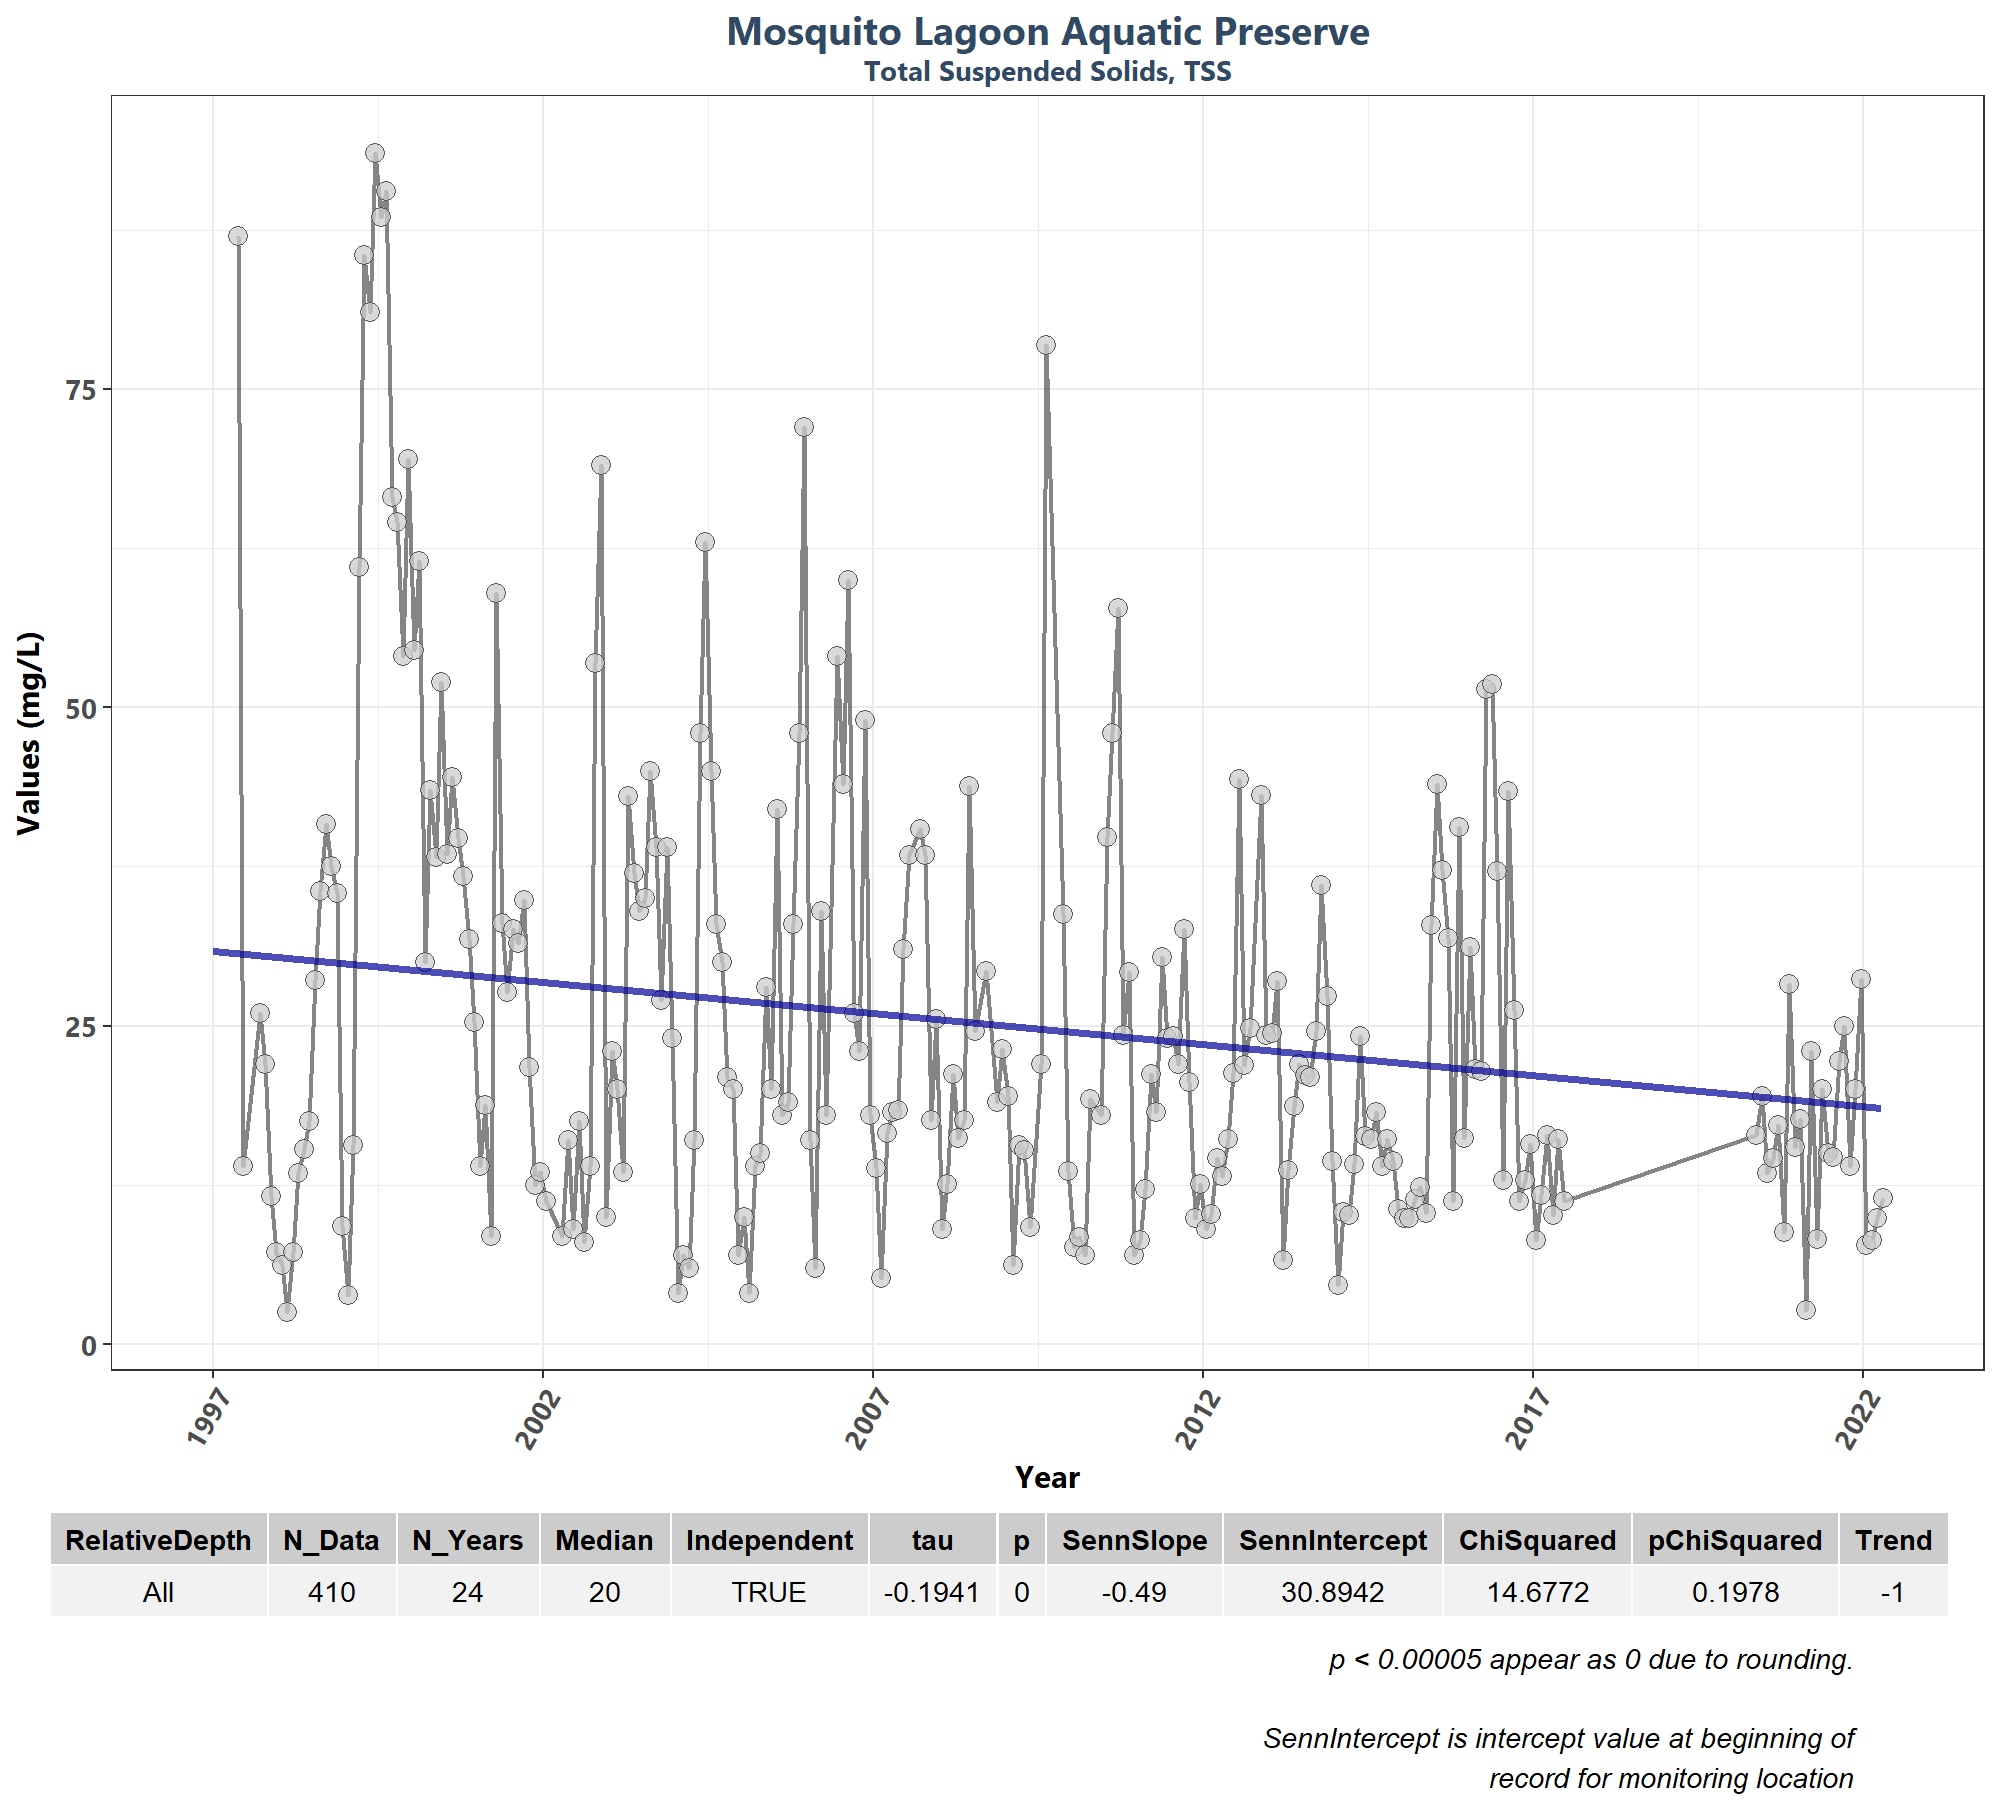 Mosquito Lagoon Aquatic Preserve
Total Suspended Solids, TSS
Values (mg/L)
75
50
25
0
1997 2002 2007 2012 2017 2022
Year
RelativeDepth N_Data N_Years Median Independent tau p SennSlope SennIntercept ChiSquared pChiSquared Trend
All 410 24 20 TRUE -0.1941 0 -0.49 30.8942 14.6772 0.1978 -1
p < 0.00005 appear as 0 due to rounding.
SennIntercept is intercept value at beginning of
record for monitoring location